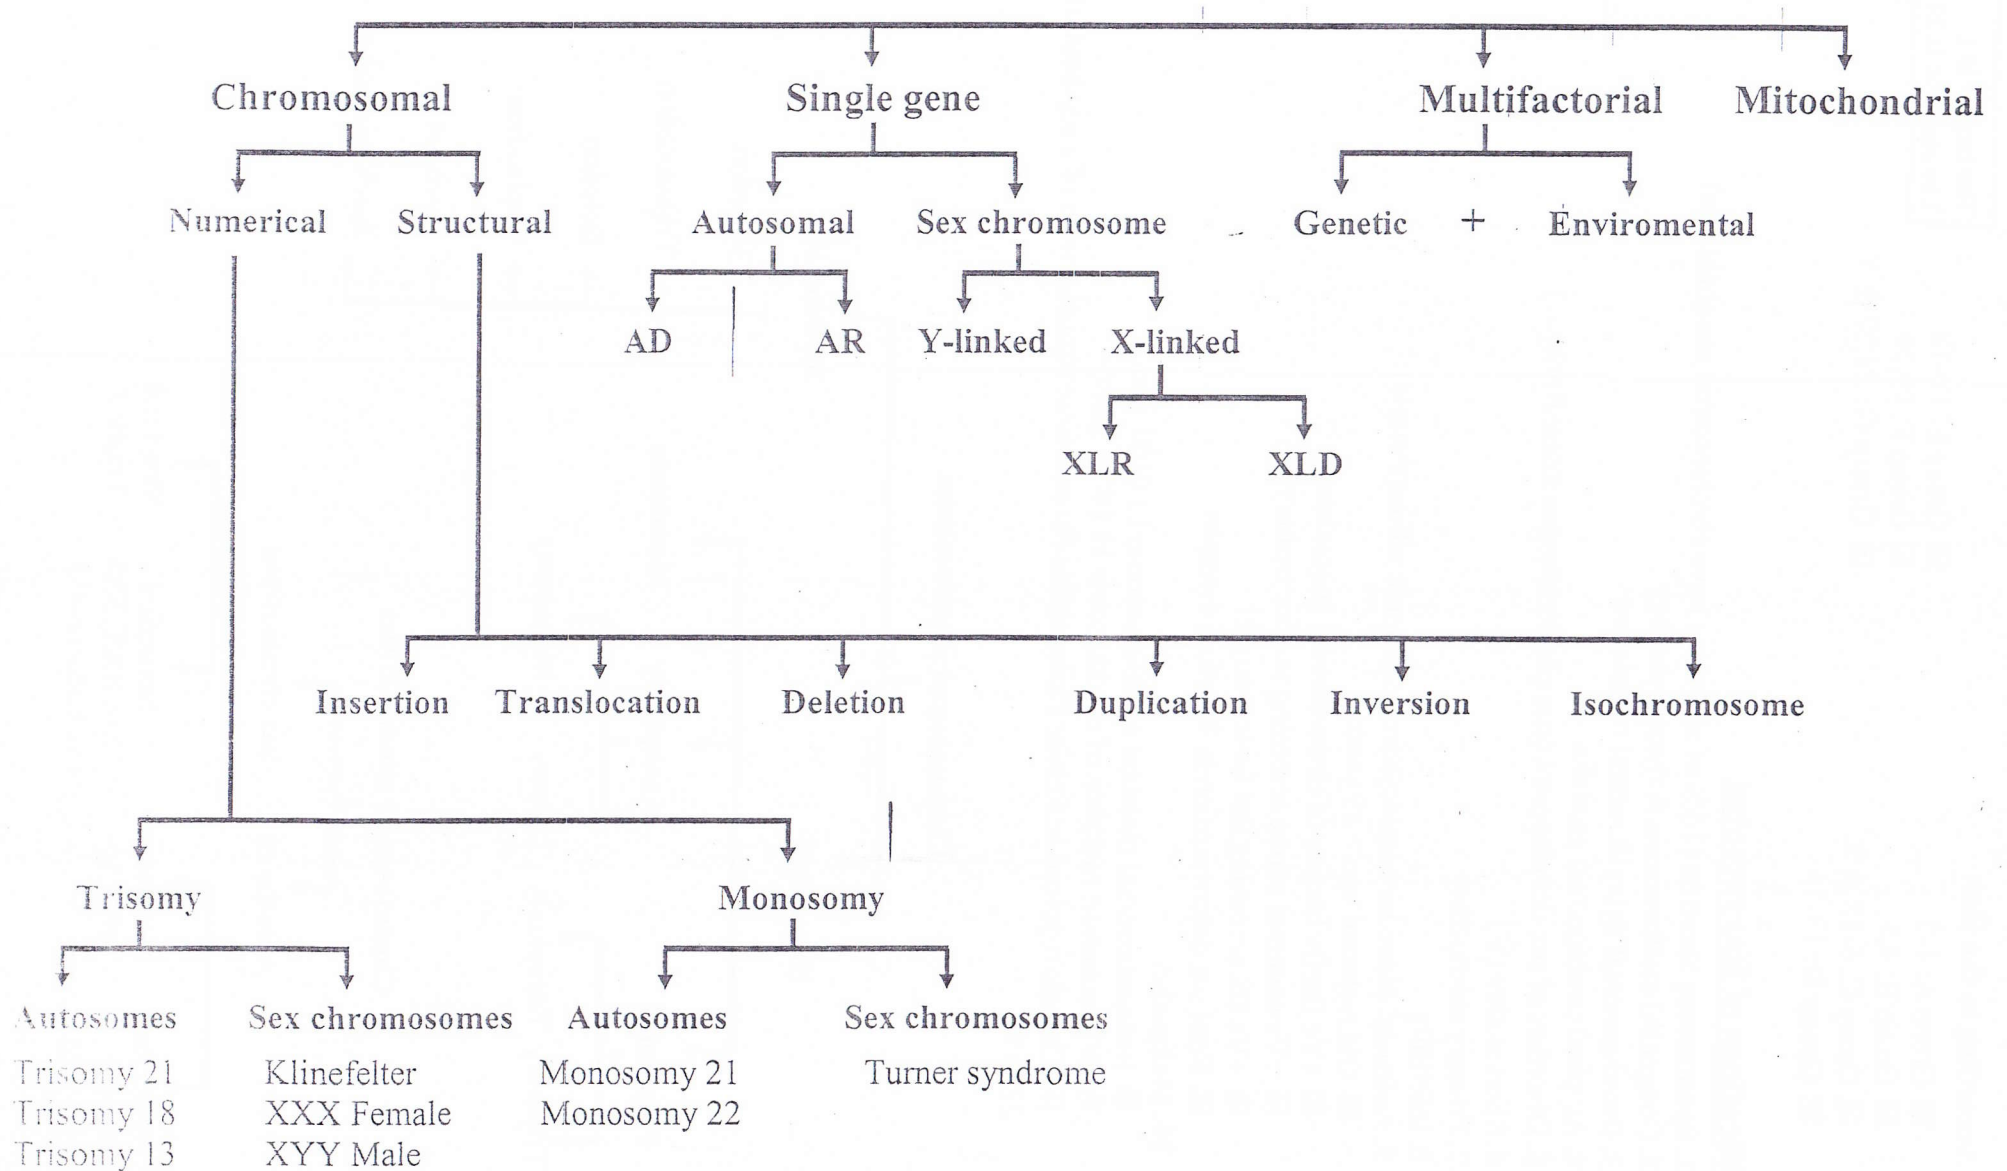 Chromosomal Single gene Multifactorial Mitochondrial
Numerical Structural Autosomal Sex chromosome Genetic + Enviromental
AD AR Y-linked X-linked
XLR XLD
Insertion Translocation Deletion Duplication Inversion Isochromosome
Trisomy Monosomy
Autosomes Sex chromosomes Autosomes Sex chromosomes
Trisomy 21 Klinefelter Monosomy 21 Turner syndrome
Trisomy 18 XXX Female Monosomy 22
Trisomy 13 XYY Male